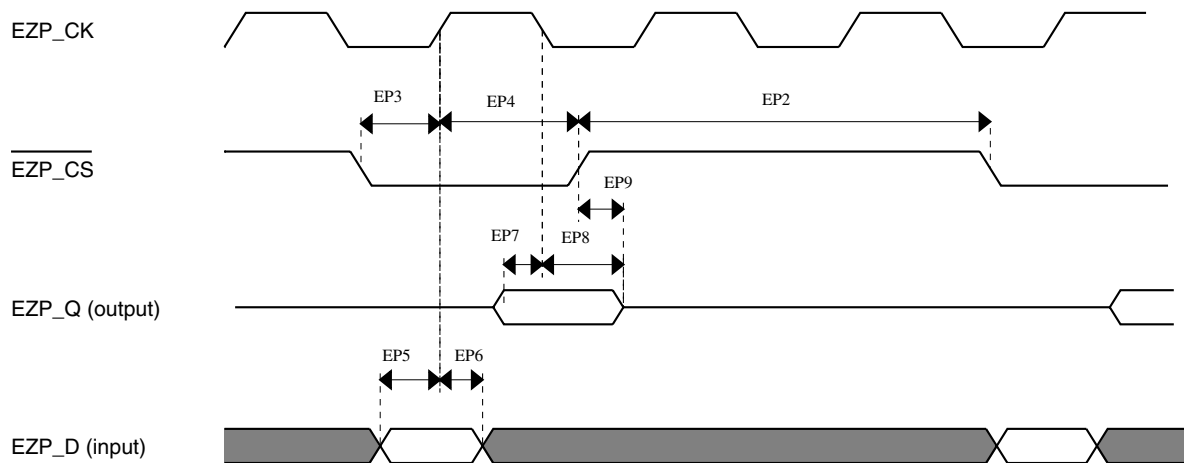 EZP_CK
EP3
EP4
EP2
EZP_CS
EP9
EP7
EP8
EZP_Q (output)
EP5
EP6
EZP_D (input)